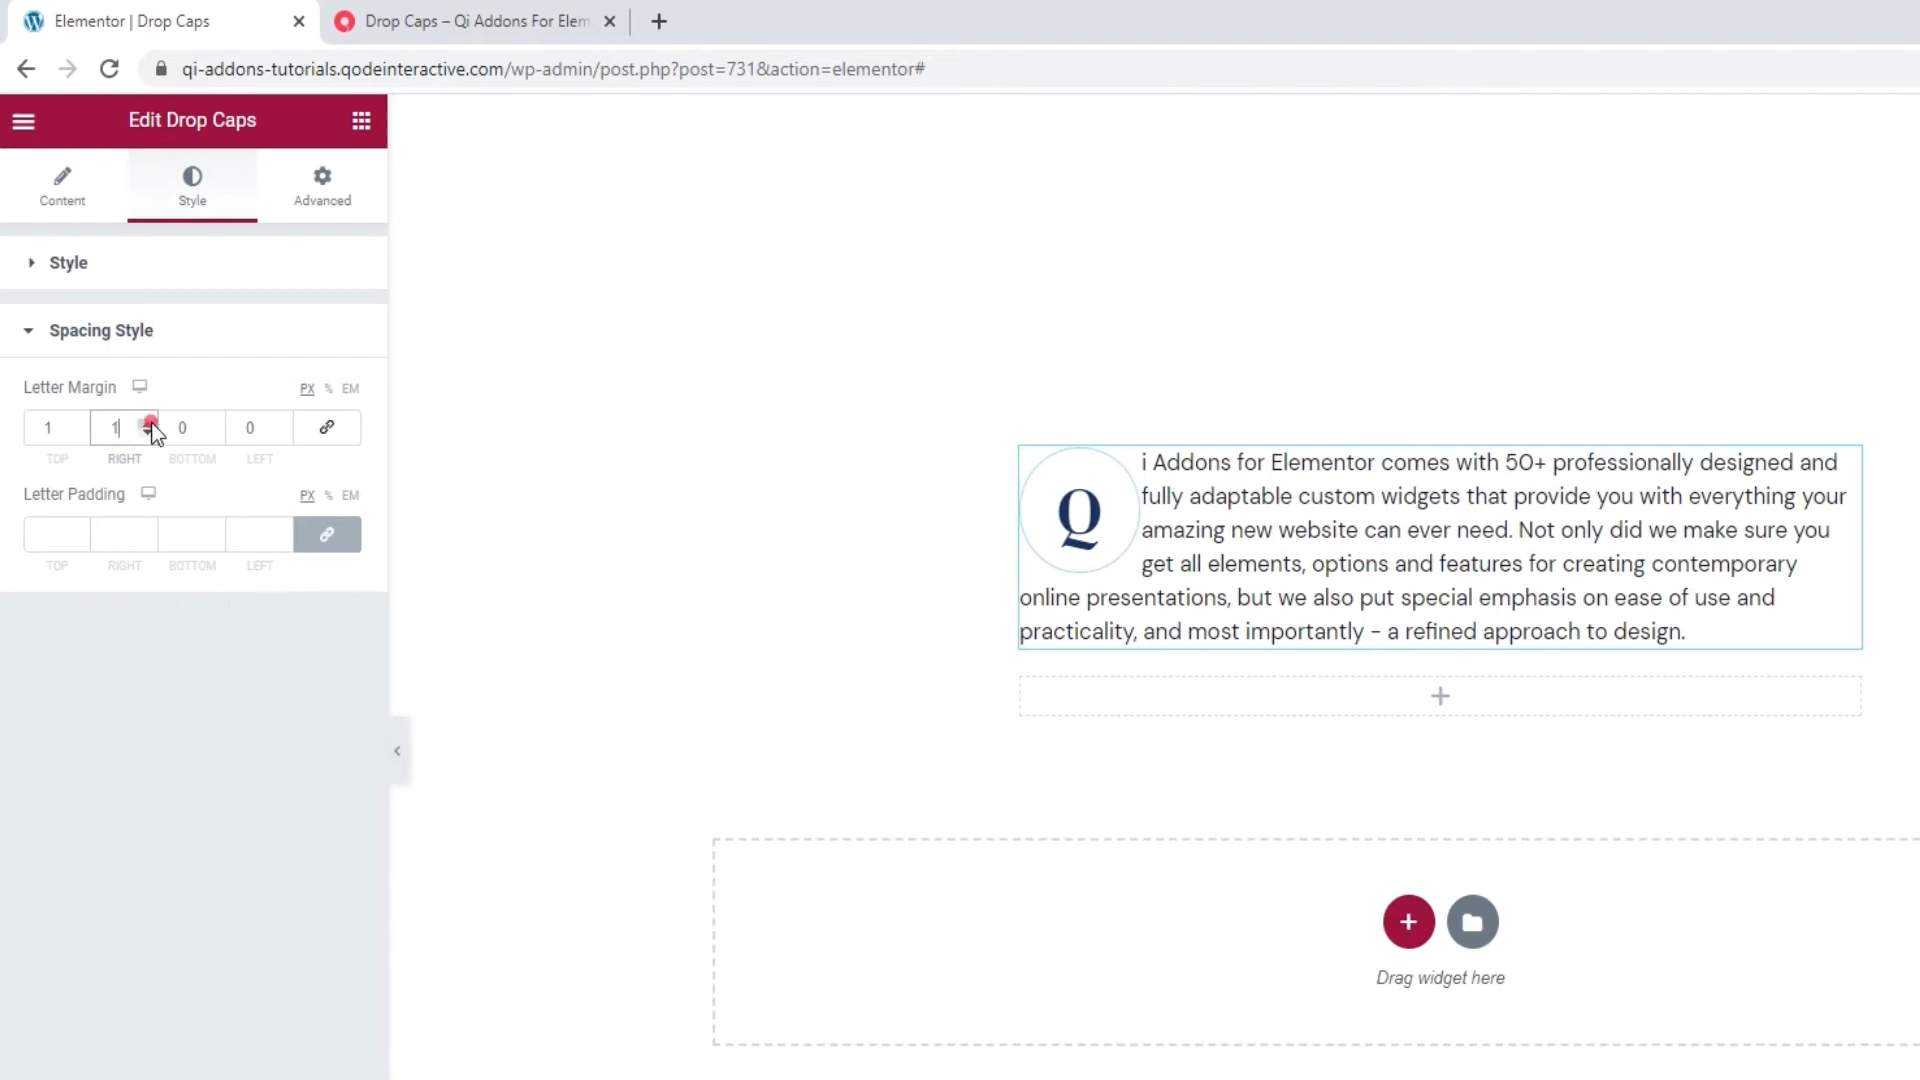 Elementor | Drop Caps
Drop Caps – Qi Addons For Elem
qi-addons-tutorials.qodeinteractive.com/wp-admin/post.php?post=731&action=elementor#
Edit Drop Caps
Content
Style
Advanced
Style
Spacing Style
Letter Margin
PX % EM
1 1 0 0
TOP RIGHT BOTTOM LEFT
Letter Padding
PX % EM
TOP RIGHT BOTTOM LEFT
Q
i Addons for Elementor comes with 50+ professionally designed and
fully adaptable custom widgets that provide you with everything your
amazing new website can ever need. Not only did we make sure you
get all elements, options and features for creating contemporary
online presentations, but we also put special emphasis on ease of use and
practicality, and most importantly – a refined approach to design.
Drag widget here